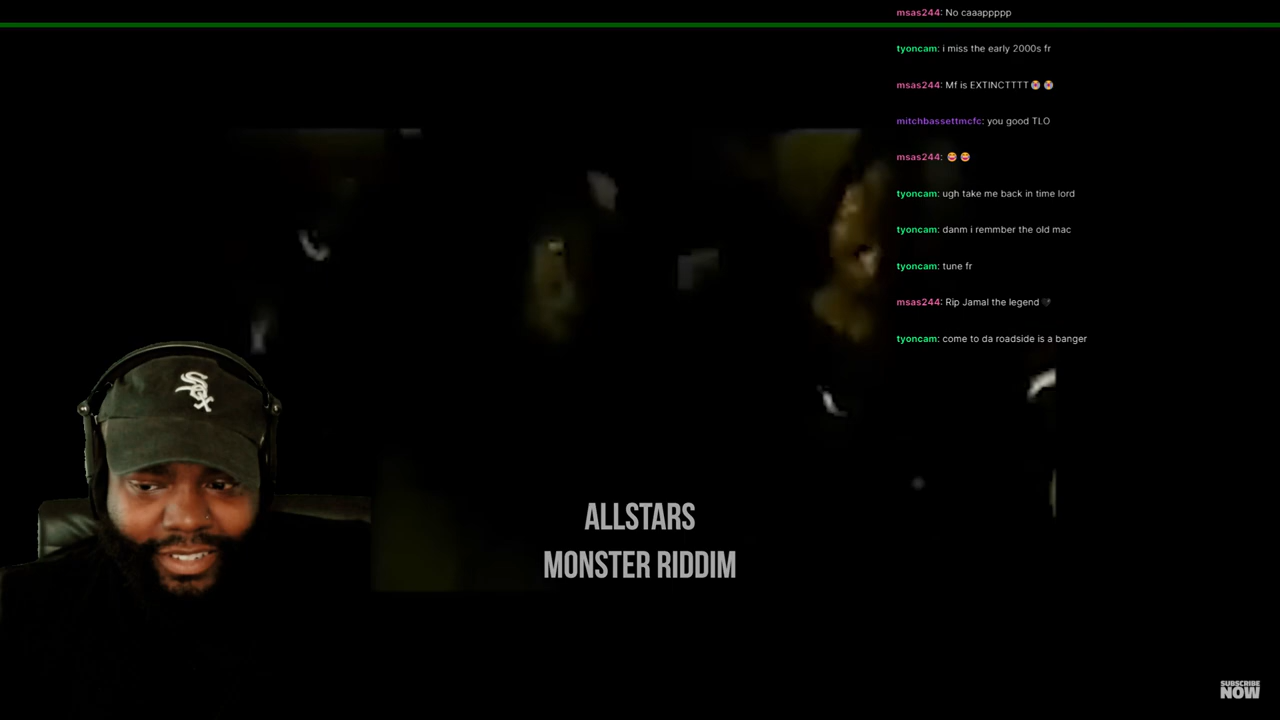 msas244: No caaappppp
tyoncam: i miss the early 2000s fr
msas244: Mf is EXTINCTTTT
mitchbassettmcfc: you good TLO
msas244:
tyoncam: ugh take me back in time lord
tyoncam: danm i remmber the old mac
tyoncam: tune fr
msas244: Rip Jamal the legend
tyoncam: come to da roadside is a banger
Sox
ALLSTARS
MONSTER RIDDIM
SUBSCRIBE
NOW